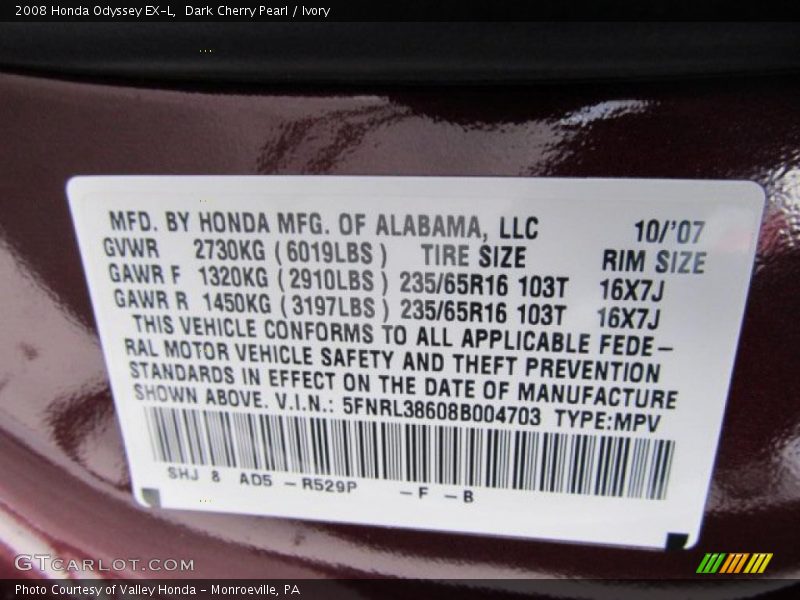 2008 Honda Odyssey EX-L,  Dark Cherry Pearl / Ivory
MFD. BY HONDA MFG. OF ALABAMA, LLC 10/'07
GVWR 2730KG (6019LBS) TIRE SIZE RIM SIZE
GAWR F 1320KG (2910LBS) 235/65R16 103T 16X7J
GAWR R 1450KG (3197LBS) 235/65R16 103T 16X7J
THIS VEHICLE CONFORMS TO ALL APPLICABLE FEDE-
RAL MOTOR VEHICLE SAFETY AND THEFT PREVENTION
STANDARDS IN EFFECT ON THE DATE OF MANUFACTURE
SHOWN ABOVE. V.I.N.: 5FNRL38608B004703 TYPE:MPV
SHJ 8 AD5 -R529P -F -B
GTCARLOT.COM
Photo Courtesy of Valley Honda - Monroeville, PA